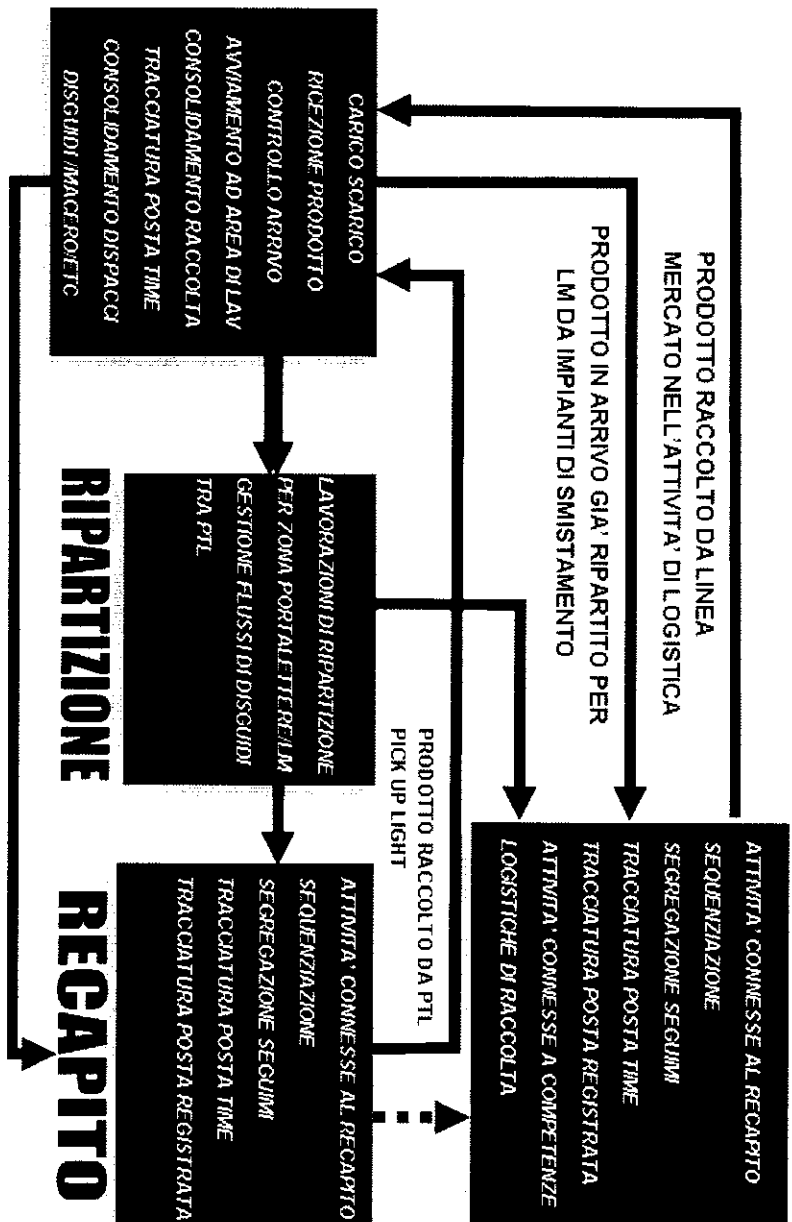 CARICO SCARICO
RICEZIONE PRODOTTO
CONTROLLO ARRIVO
AVVIAMENTO AD AREA DI LAV
CONSOLIDAMENTO RACCOLTA
TRACCIATURA POSTA TIME
CONSOLIDAMENTO DISPACCI
DISGUIDI /MACERO/ETC
PRODOTTO RACCOLTO DA LINEA
MERCATO NELL'ATTIVITA' DI LOGISTICA
PRODOTTO IN ARRIVO GIA' RIPARTITO PER
LM DA IMPIANTI DI SMISTAMENTO
LAVORAZIONI DI RIPARTIZIONE
PER ZONA PORTALETTERE/LM
GESTIONE FLUSSI DI DISGUIDI
TRA PTL
RIPARTIZIONE
PRODOTTO RACCOLTO DA PTL
PICK UP LIGHT
ATTIVITA' CONNESSE AL RECAPITO
SEQUENZIAZIONE
SEGREGAZIONE SEGUIMI
TRACCIATURA POSTA TIME
TRACCIATURA POSTA REGISTRATA
ATTIVITA' CONNESSE A COMPETENZE
LOGISTICHE DI RACCOLTA
ATTIVITA' CONNESSE AL RECAPITO
SEQUENZIAZIONE
SEGREGAZIONE SEGUIMI
TRACCIATURA POSTA TIME
TRACCIATURA POSTA REGISTRATA
RECAPITO